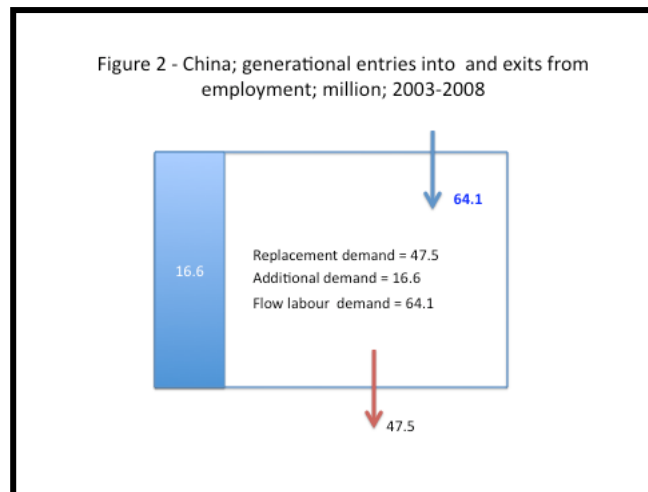 Figure 2 - China; generational entries into and exits from
employment; million; 2003-2008
64.1
16.6
Replacement demand = 47.5
Additional demand = 16.6
Flow labour demand = 64.1
47.5